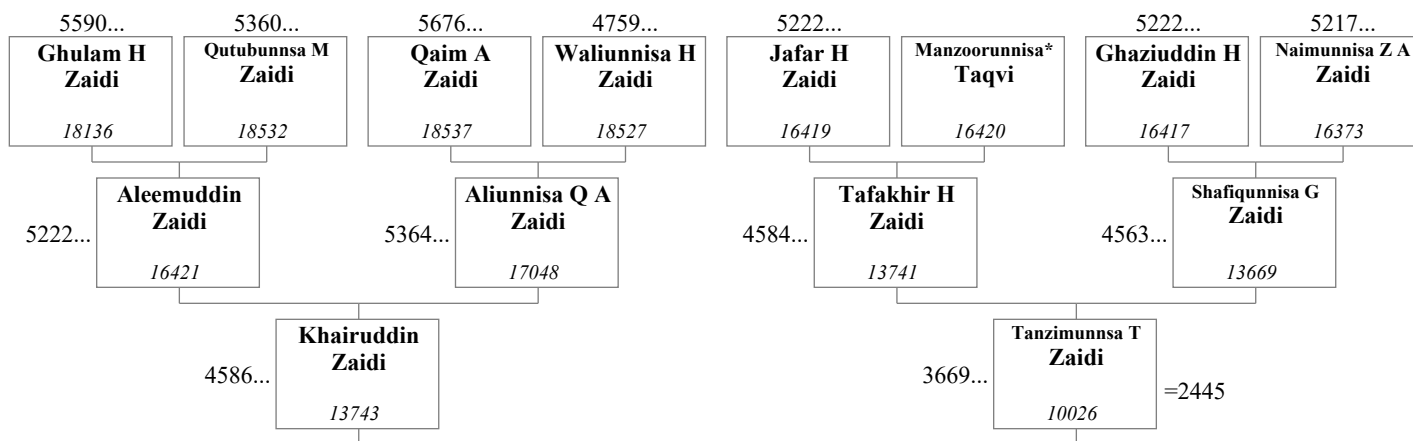 5590... 5360... 5676... 4759... 5222... 5222... 5217...
Ghulam H Zaidi 18136
Qutubunnsa M Zaidi 18532
Qaim A Zaidi 18537
Waliunnisa H Zaidi 18527
Jafar H Zaidi 16419
Manzoorunnisa* Taqvi 16420
Ghaziuddin H Zaidi 16417
Naimunnisa Z A Zaidi 16373
5222...
Aleemuddin Zaidi 16421
5364...
Aliunnisa Q A Zaidi 17048
4584...
Tafakhir H Zaidi 13741
4563...
Shafiqunnisa G Zaidi 13669
4586...
Khairuddin Zaidi 13743
3669...
Tanzimunnsa T Zaidi 10026
=2445